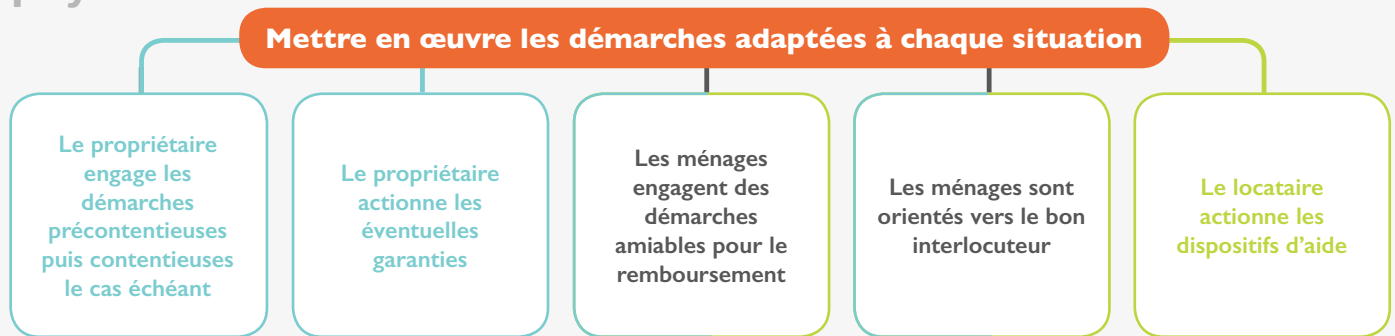 Mettre en œuvre les démarches adaptées à chaque situation
Le propriétaire
engage les
démarches
précontentieuses
puis contentieuses
le cas échéant
Le propriétaire
actionne les
éventuelles
garanties
Les ménages
engagent des
démarches
amiables pour le
remboursement
Les ménages sont
orientés vers le bon
interlocuteur
Le locataire
actionne les
dispositifs d’aide